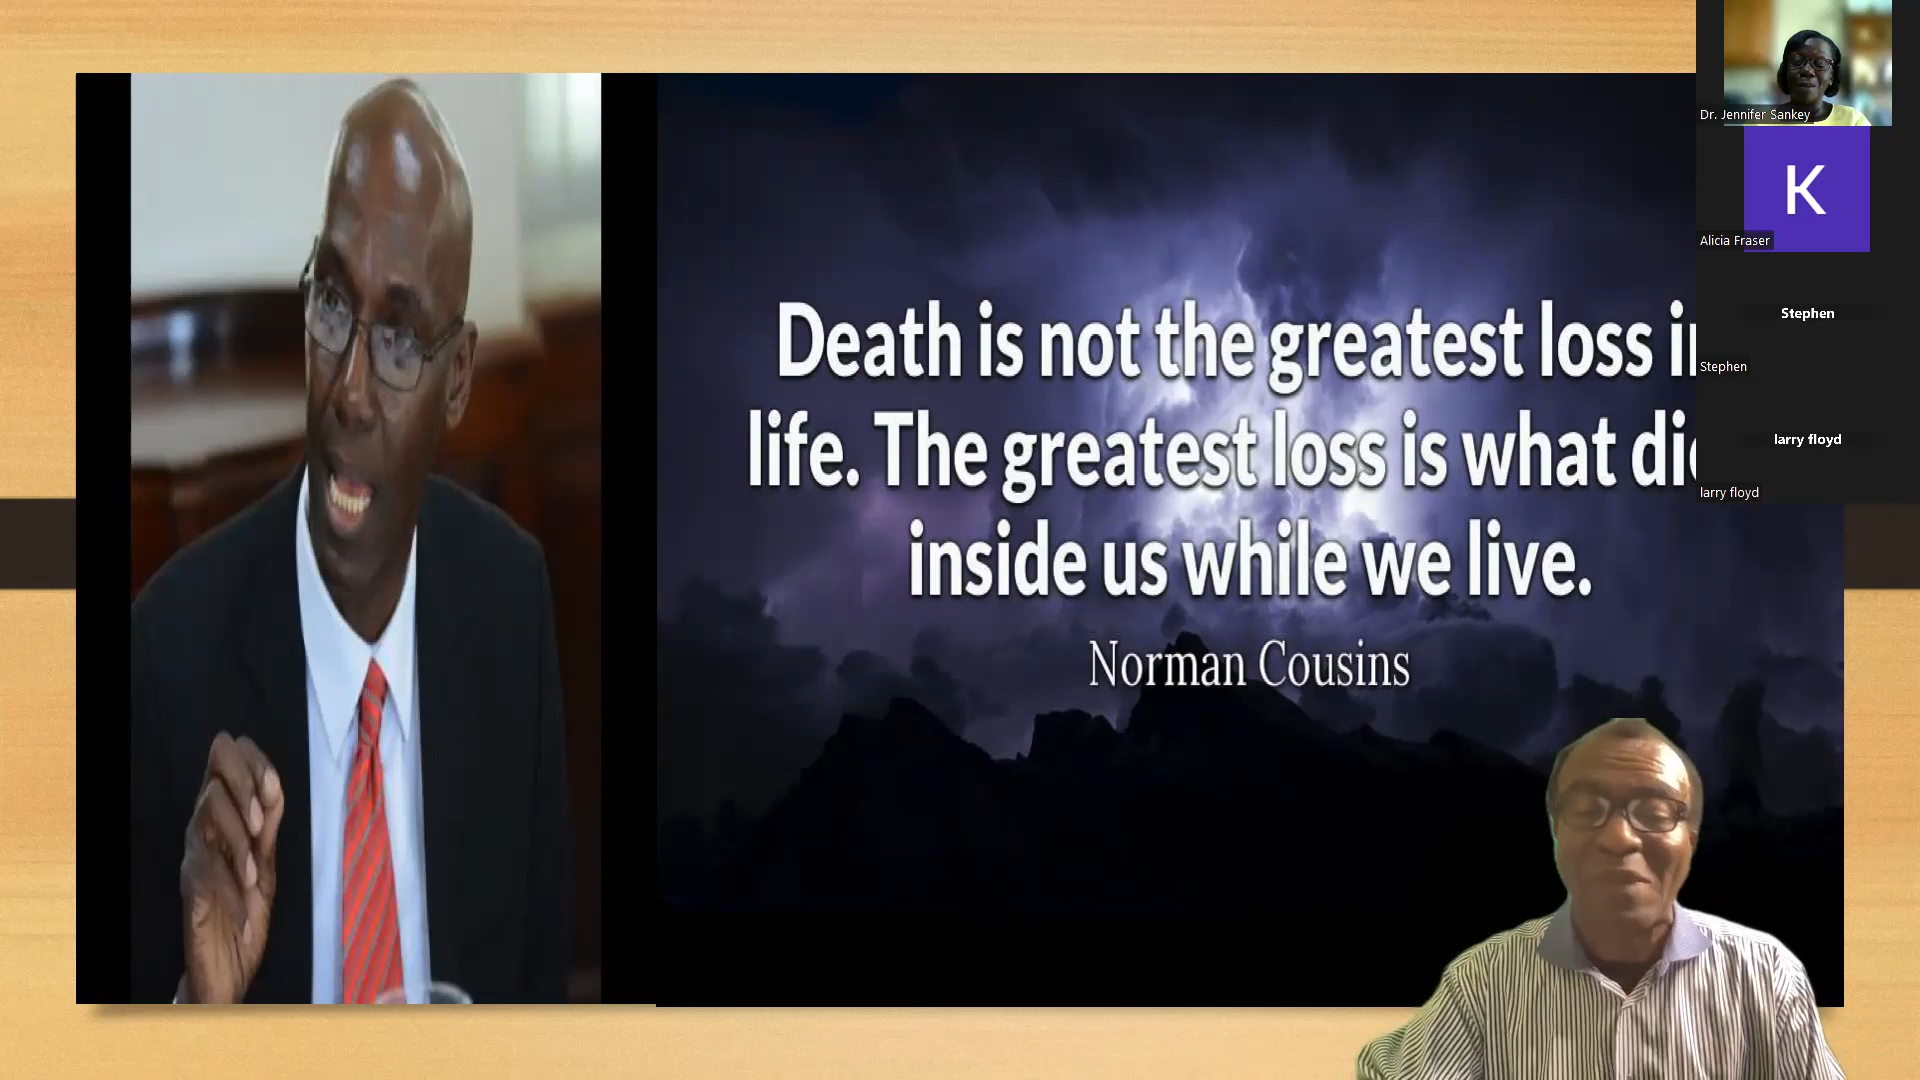 Death is not the greatest loss
life. The greatest loss is what
inside us while we live.
Norman Cousins
Dr. Jennifer Sankey
K
Alicia Fraser
Stephen
Stephen
larry floyd
larry floyd